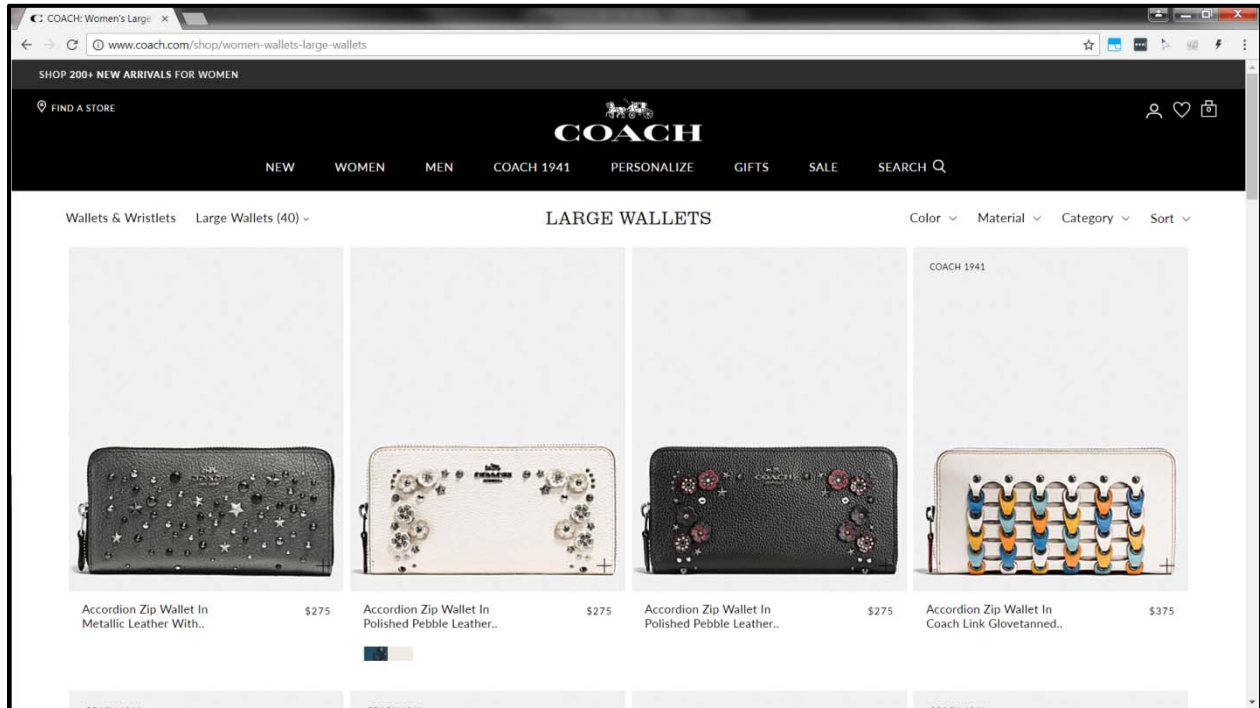 COACH: Women's Large
www.coach.com/shop/women-wallets-large-wallets
SHOP 200+ NEW ARRIVALS FOR WOMEN
FIND A STORE
COACH
0
NEW WOMEN MEN COACH 1941 PERSONALIZE GIFTS SALE SEARCH
Wallets & Wristlets Large Wallets (40)
LARGE WALLETS
Color Material Category Sort
COACH 1941
COACH
Accordion Zip Wallet In
Metallic Leather With..
$275
Accordion Zip Wallet In
Polished Pebble Leather..
$275
Accordion Zip Wallet In
Polished Pebble Leather..
$275
Accordion Zip Wallet In
Coach Link Glovetanned..
$375